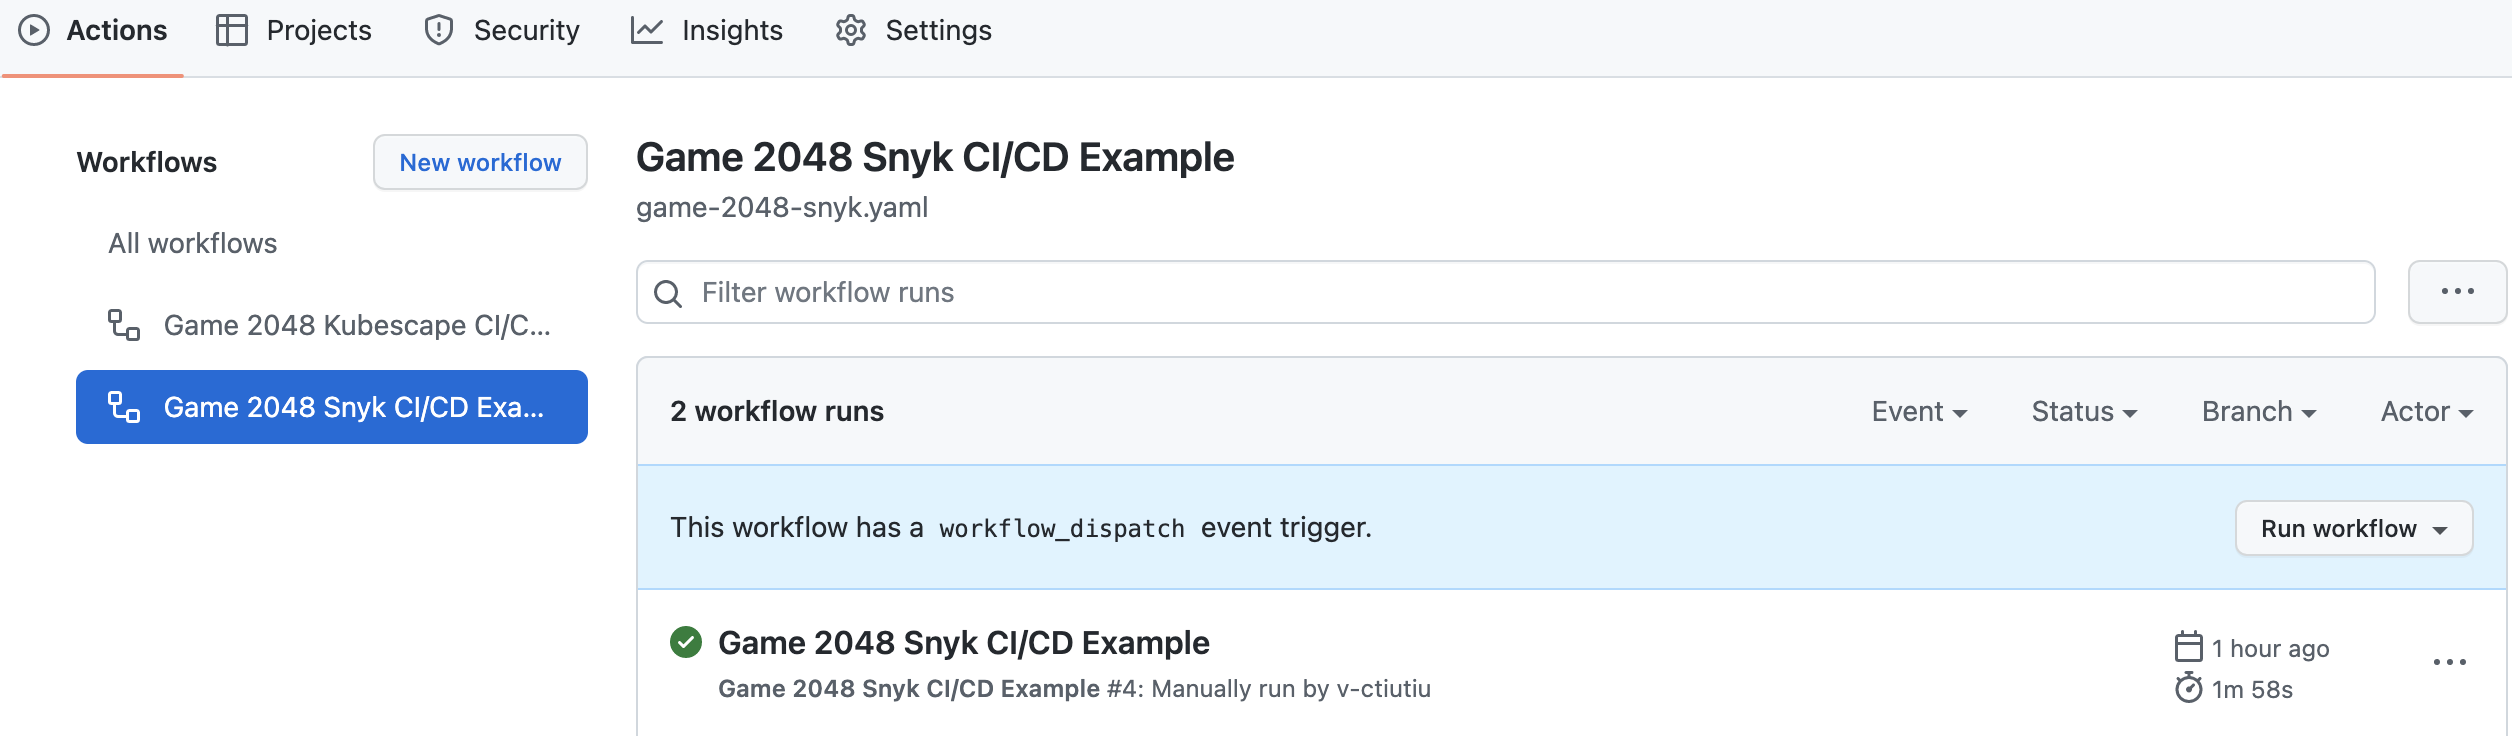 Actions Projects Security Insights Settings
Workflows
New workflow
All workflows
Game 2048 Kubescape CI/C...
Game 2048 Snyk CI/CD Exa...
Game 2048 Snyk CI/CD Example
game-2048-snyk.yaml
Filter workflow runs
2 workflow runs
Event Status Branch Actor
This workflow has a workflow_dispatch event trigger.
Run workflow
Game 2048 Snyk CI/CD Example
Game 2048 Snyk CI/CD Example #4: Manually run by v-ctiutiu
1 hour ago
1m 58s